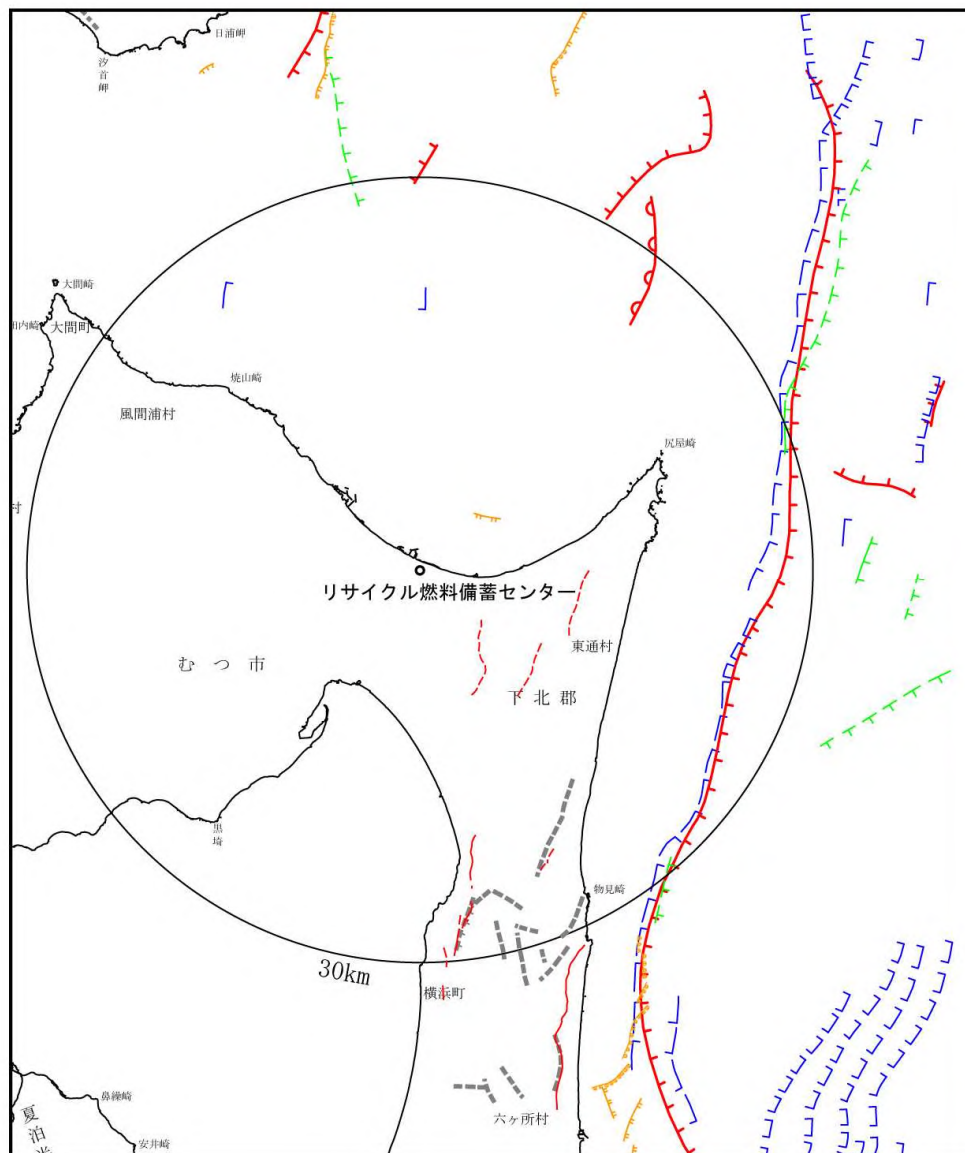 日浦岬
汐首岬
大間崎
大間町
焼山崎
風間浦村
尻屋崎
村
リサイクル燃料備蓄センター
東通村
むつ市
下北郡
黒埼
物見崎
30km
横浜町
鼻繰崎
六ヶ所村
夏泊
安井崎